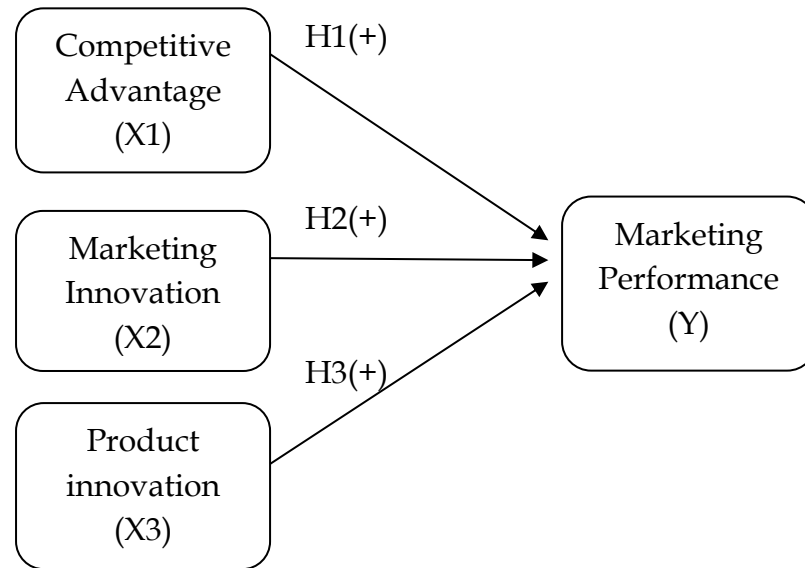 Competitive
Advantage
(X1)
H1(+)
Marketing
Innovation
(X2)
H2(+)
Product
innovation
(X3)
H3(+)
Marketing
Performance
(Y)